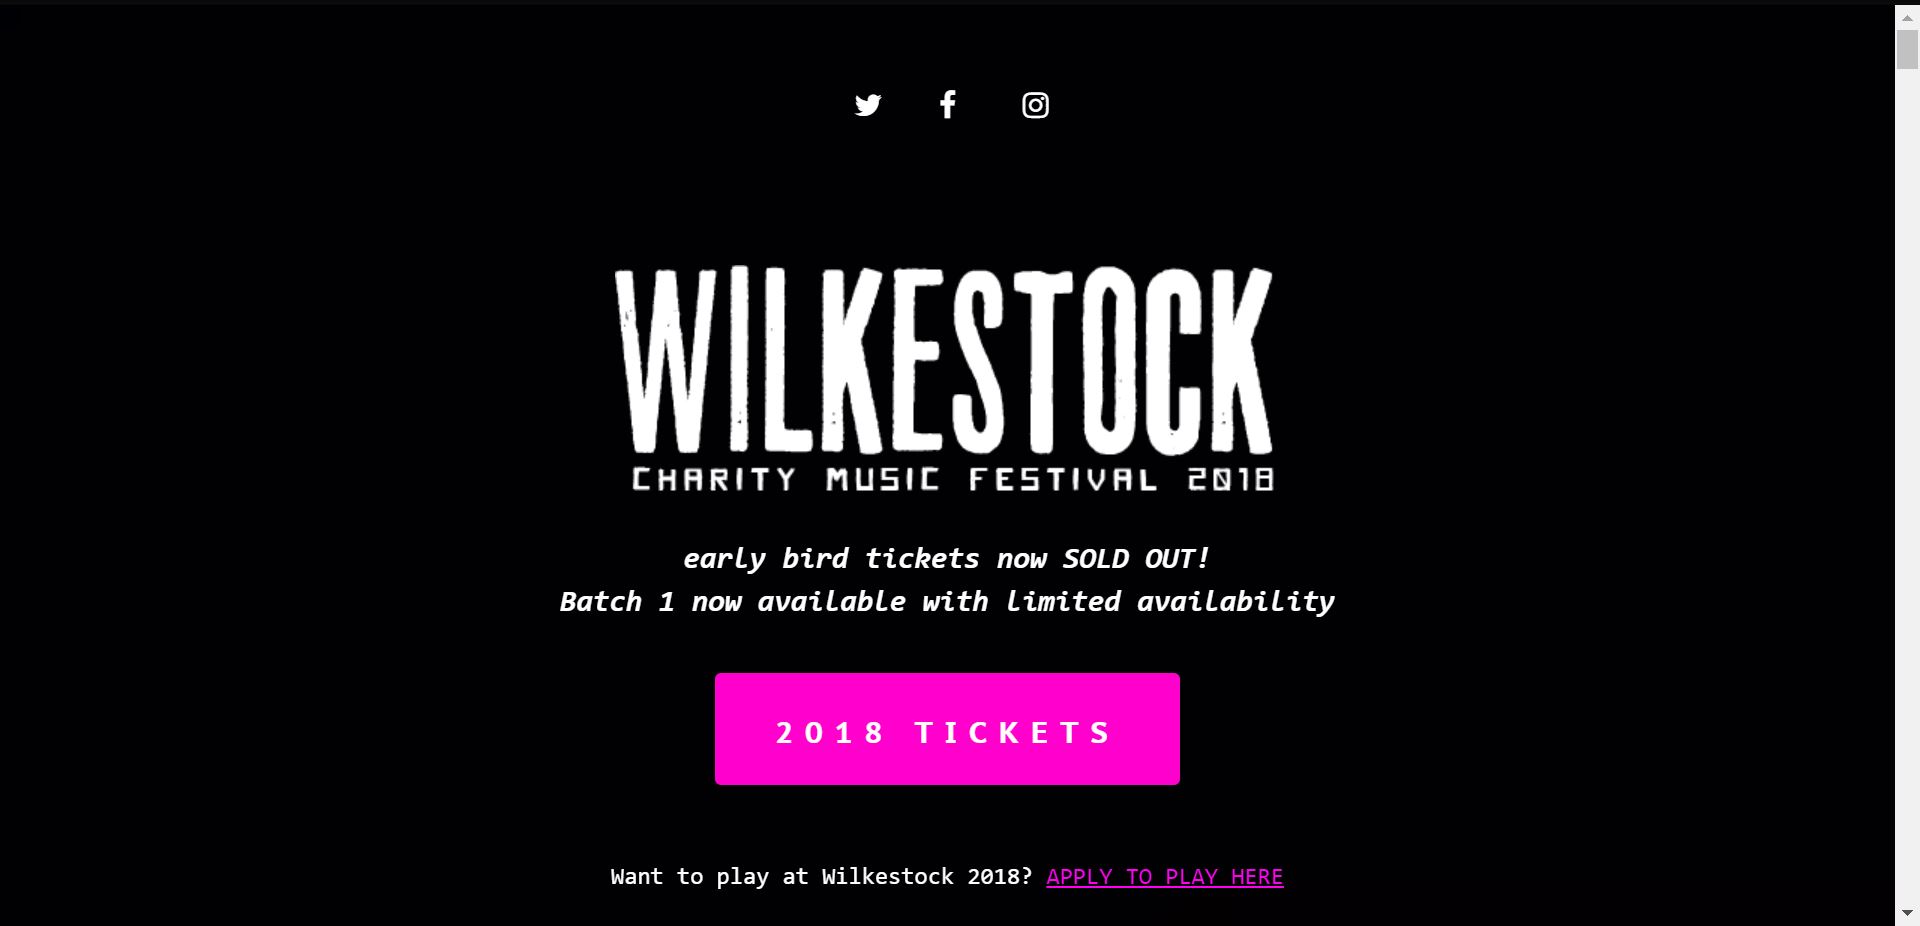 WILKESTOCK
CHARITY MUSIC FESTIVAL 2018
early bird tickets now SOLD OUT!
Batch 1 now available with limited availability
2018 TICKETS
Want to play at Wilkestock 2018? APPLY TO PLAY HERE